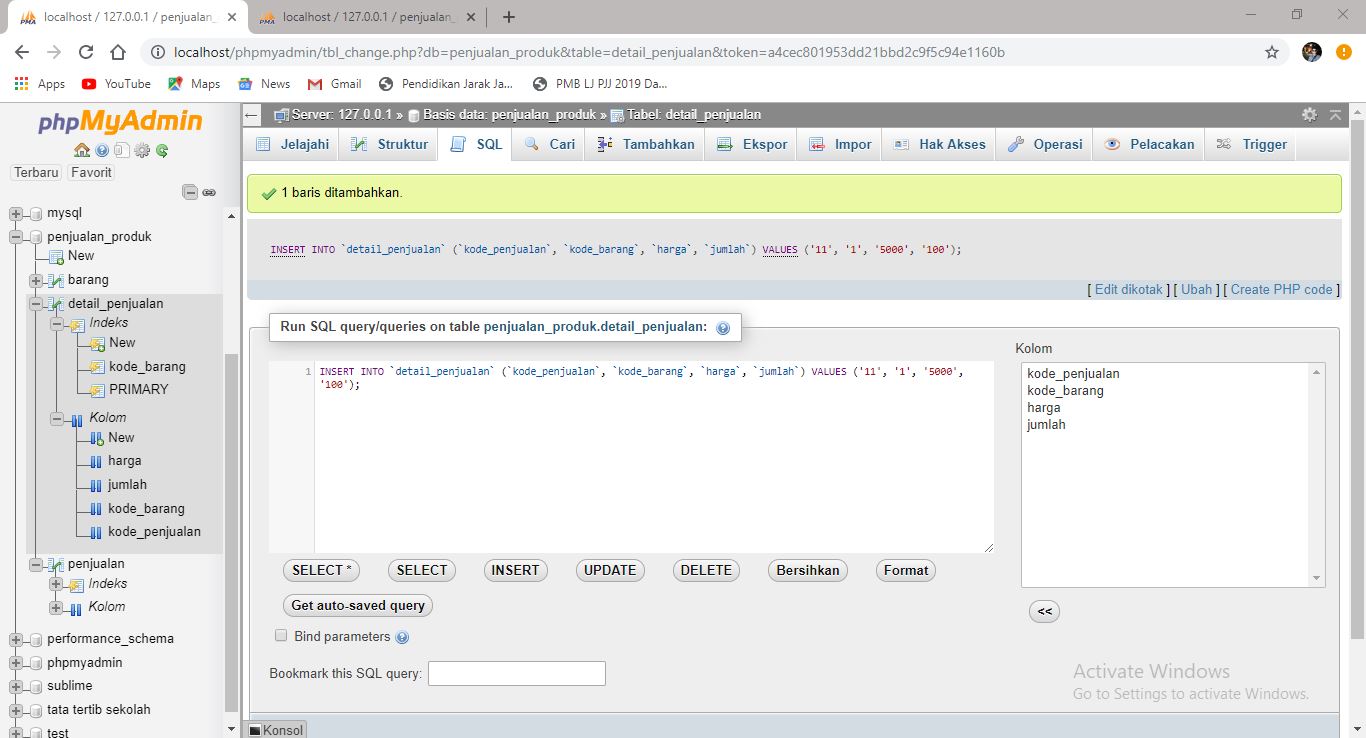 localhost / 127.0.0.1 / penjualan_
localhost / 127.0.0.1 / penjualan_
localhost/phpmyadmin/tbl_change.php?db=penjualan_produk&table=detail_penjualan&token=a4cec801953dd21bbd2c9f5c94e1160b
Apps YouTube Maps News Gmail Pendidikan Jarak Ja... PMB LJ PJJ 2019 Da...
phpMyAdmin
Terbaru Favorit
mysql
penjualan_produk
New
barang
detail_penjualan
Indeks
New
kode_barang
PRIMARY
Kolom
New
harga
jumlah
kode_barang
kode_penjualan
penjualan
Indeks
Kolom
performance_schema
phpmyadmin
sublime
tata tertib sekolah
test
Server: 127.0.0.1 » Basis data: penjualan_produk » Tabel: detail_penjualan
Jelajahi Struktur SQL Cari Tambahkan Ekspor Impor Hak Akses Operasi Pelacakan Trigger
1 baris ditambahkan.
INSERT INTO `detail_penjualan` (`kode_penjualan`, `kode_barang`, `harga`, `jumlah`) VALUES ('11', '1', '5000', '100');
[ Edit dikotak ] [ Ubah ] [ Create PHP code ]
Run SQL query/queries on table penjualan_produk.detail_penjualan:
1 INSERT INTO `detail_penjualan` (`kode_penjualan`, `kode_barang`, `harga`, `jumlah`) VALUES ('11', '1', '5000',
'100');
Kolom
kode_penjualan
kode_barang
harga
jumlah
SELECT * SELECT INSERT UPDATE DELETE Bersihkan Format
Get auto-saved query
<<
Bind parameters
Bookmark this SQL query:
Activate Windows
Go to Settings to activate Windows.
Konsol